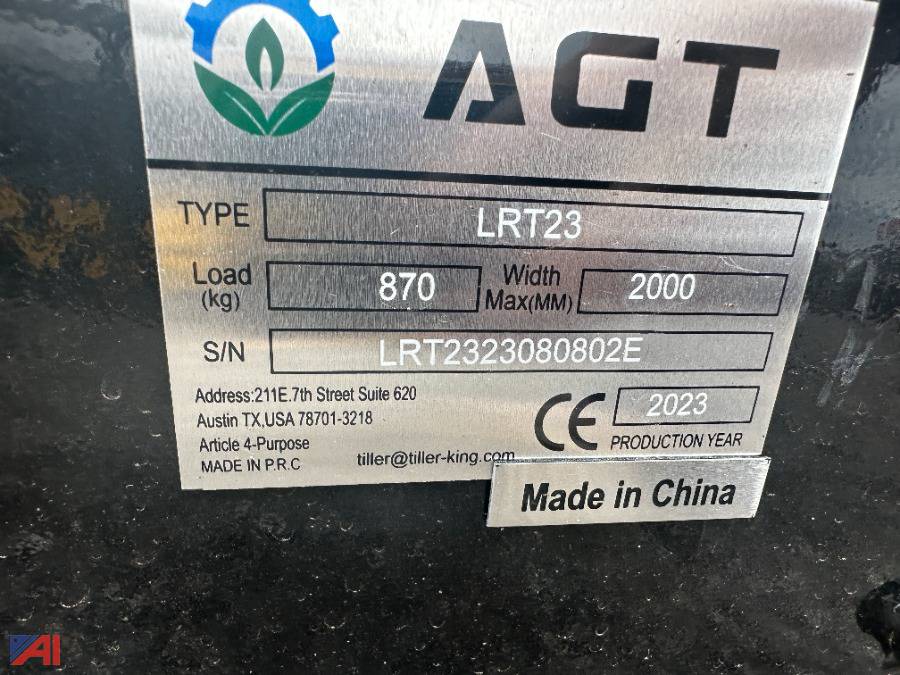 AGT
TYPE LRT23
Load (kg) 870 Width Max(MM) 2000
S/N LRT2323080802E
Address:211E.7th Street Suite 620
Austin TX,USA 78701-3218
Article 4-Purpose
MADE IN P.R.C
tiller@tiller-king.com
CE 2023
PRODUCTION YEAR
Made in China
AI